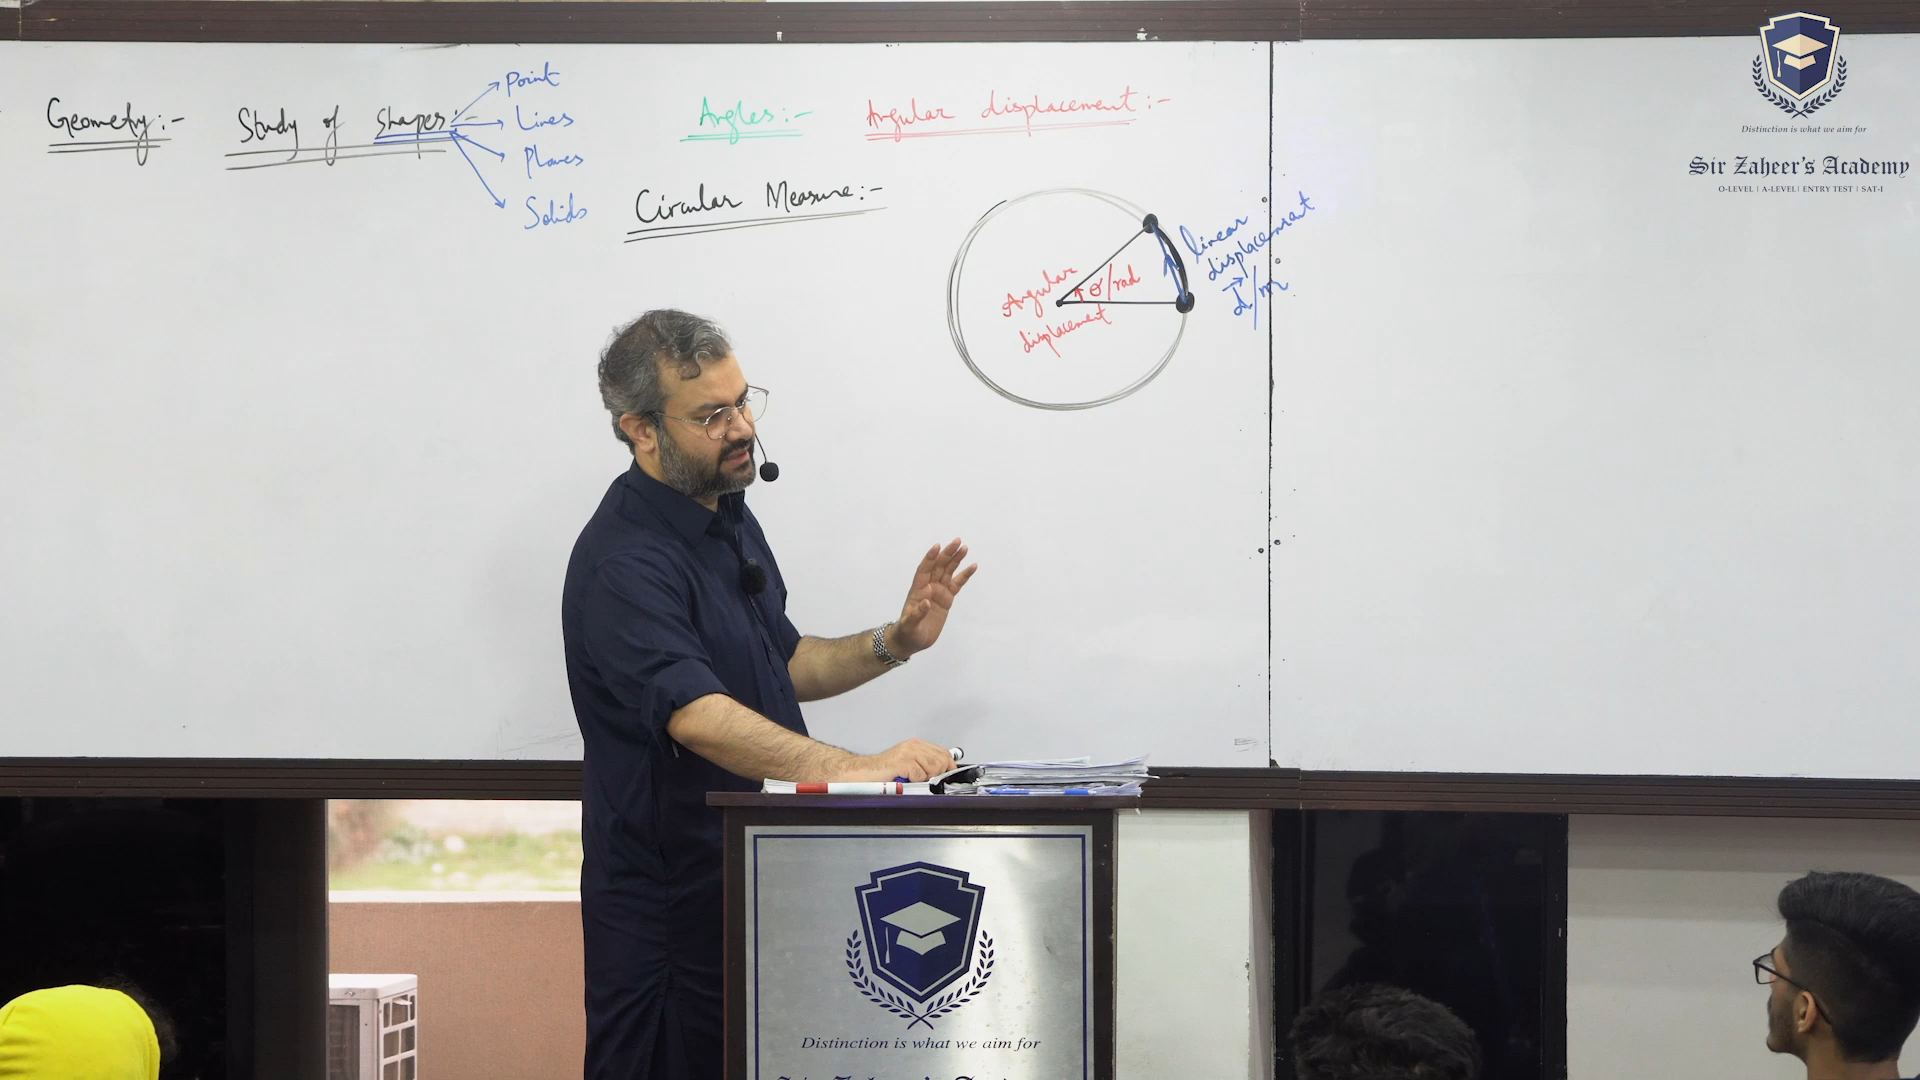 Geometry:- Study of Shapes:-
Point
Lines
Planes
Solids
Angles:- Angular displacement:-
Circular Measure:-
Angular
displacement
θ/rad
linear
displacement
d/m
Distinction is what we aim for
Sir Zaheer's Academy
O-LEVEL | A-LEVEL | ENTRY TEST | SAT-I
Distinction is what we aim for